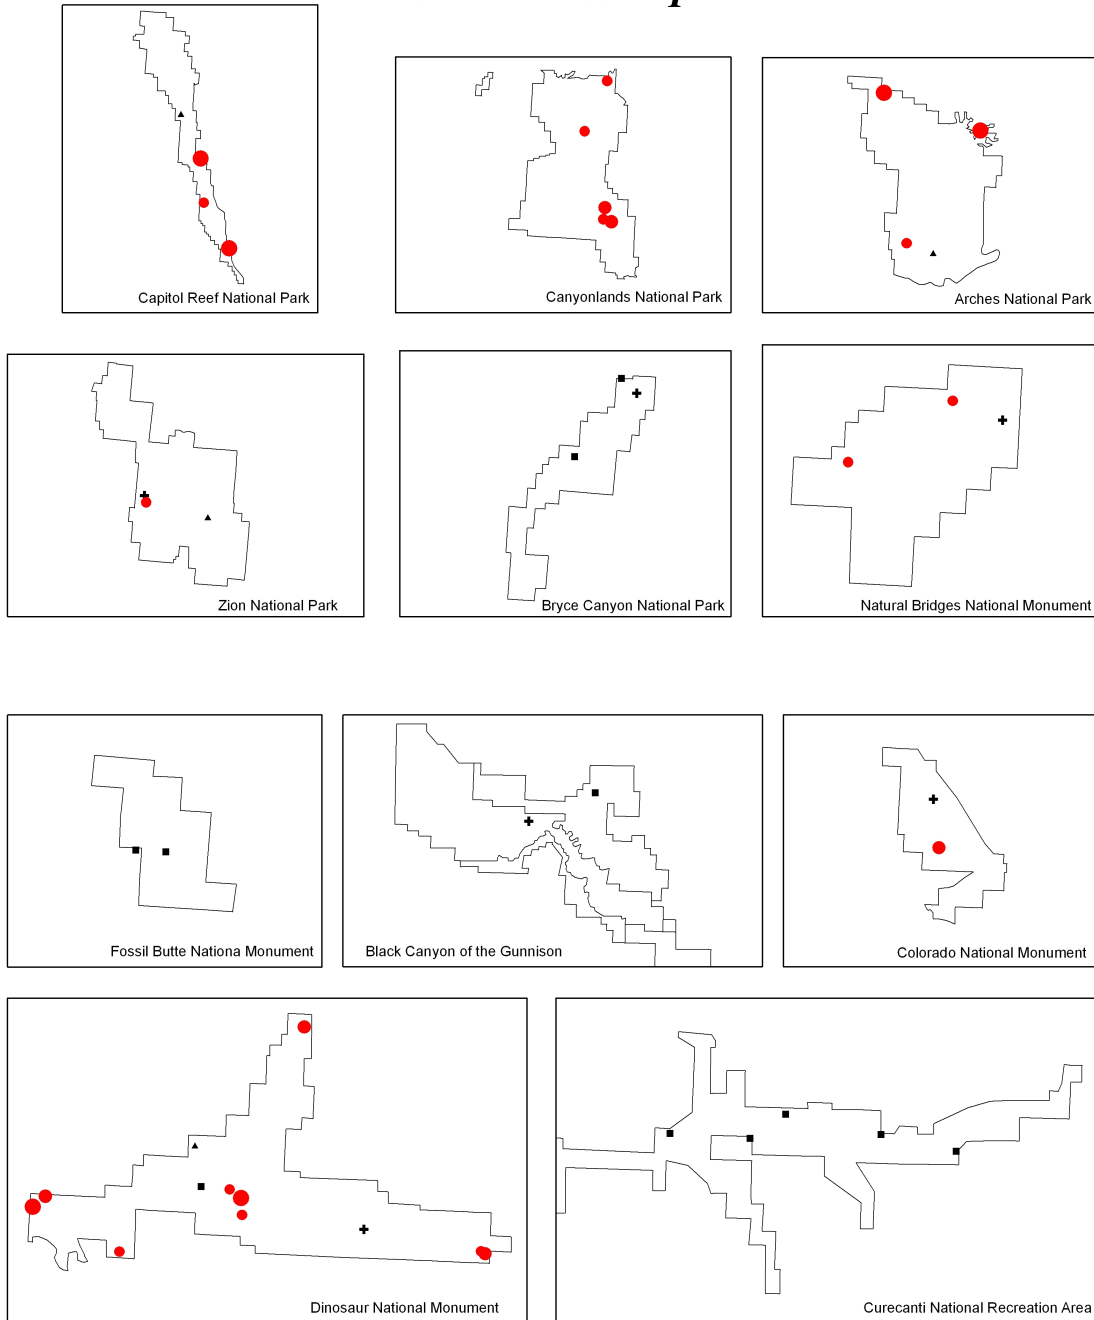 Capitol Reef National Park
Canyonlands National Park
Arches National Park
Zion National Park
Bryce Canyon National Park
Natural Bridges National Monument
Fossil Butte Nationa Monument
Black Canyon of the Gunnison
Colorado National Monument
Dinosaur National Monument
Curecanti National Recreation Area